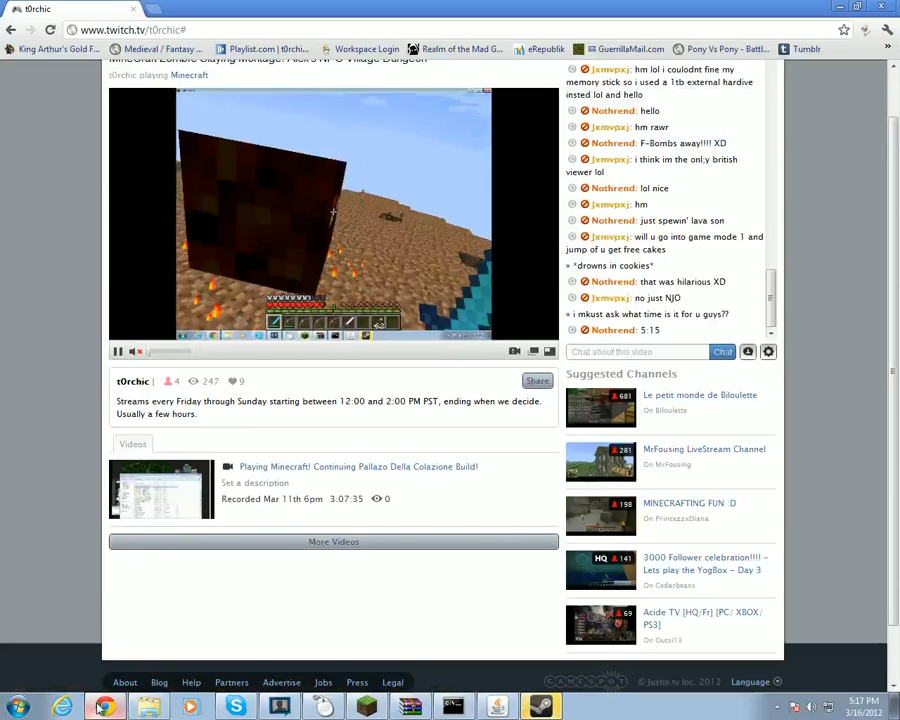 t0rchic
www.twitch.tv/t0rchic#
King Arthur's Gold F...
Medieval / Fantasy ...
Playlist.com | t0rchi...
Workspace Login
Realm of the Mad G...
eRepublik
GuerrillaMail.com
Pony Vs Pony - Battl...
Tumblr
t0rchic playing Minecraft
t0rchic | 4 247 9
Share
Streams every Friday through Sunday starting between 12:00 and 2:00 PM PST, ending when we decide.
Usually a few hours.
Videos
Playing Minecraft! Continuing Pallazo Della Colazione Build!
Set a description
Recorded Mar 11th 6pm 3:07:35 0
More Videos
Jxmvpxj: hm lol i coulodnt fine my
memory stick so i used a 1tb external hardive
insted lol and hello
Nothrend: hello
Jxmvpxj: hm rawr
Nothrend: F-Bombs away!!!! XD
Jxmvpxj: i think im the onl;y british
viewer lol
Nothrend: lol nice
Jxmvpxj: hm
Nothrend: just spewin' lava son
Jxmvpxj: will u go into game mode 1 and
jump of u get free cakes
» *drowns in cookies*
Nothrend: that was hilarious XD
Jxmvpxj: no just NJO
» i mkust ask what time is it for u guys??
Nothrend: 5:15
Chat about this video
Chat
Suggested Channels
681
Le petit monde de Biloulette
On Biloulette
281
MrFousing LiveStream Channel
On MrFousing
198
MINECRAFTING FUN :D
On PrincezzxDiana
HQ 141
3000 Follower celebration!!!! -
Lets play the YogBox - Day 3
On Cederbeans
69
Acide TV [HQ/Fr] [PC/ XBOX/
PS3]
On Outsi13
About Blog Help Partners Advertise Jobs Press Legal
GAMESPOT
© Justin.tv Inc. 2012
Language
5:17 PM
3/16/2012